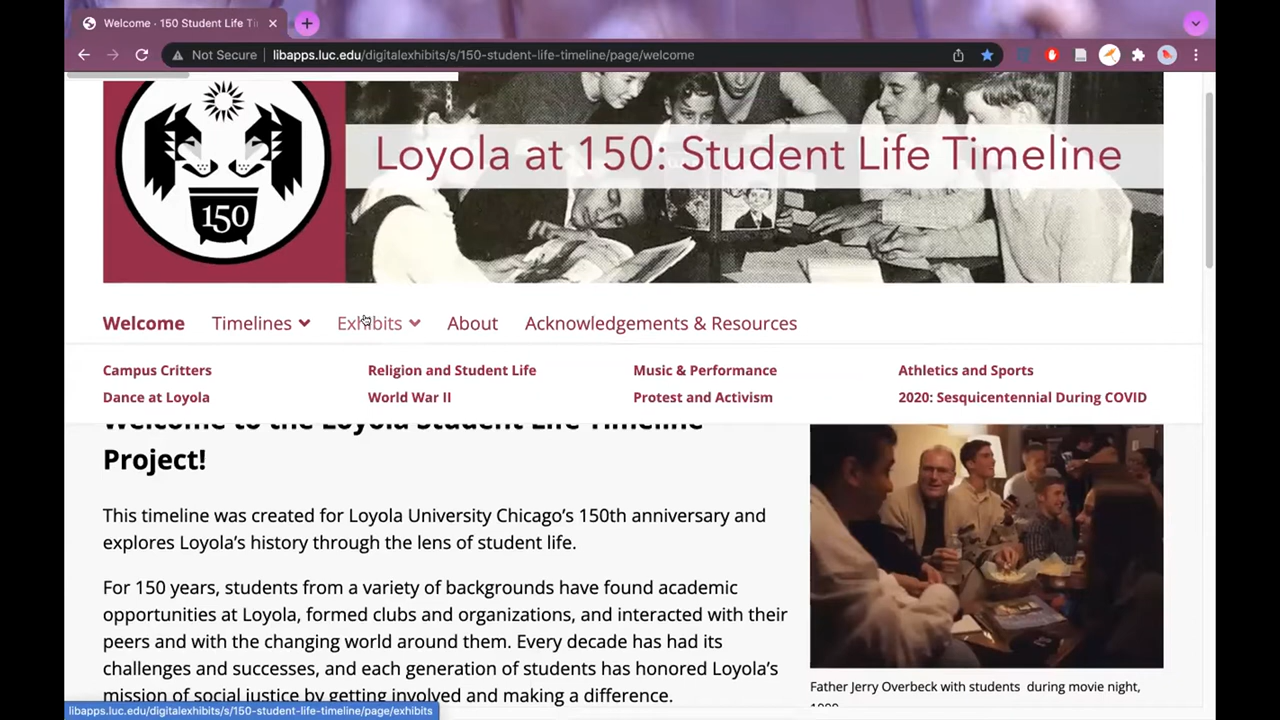 Welcome · 150 Student Life Ti
Not Secure libapps.luc.edu/digitalexhibits/s/150-student-life-timeline/page/welcome
150
Loyola at 150: Student Life Timeline
Welcome Timelines Exhibits About Acknowledgements & Resources
Campus Critters Religion and Student Life Music & Performance Athletics and Sports
Dance at Loyola World War II Protest and Activism 2020: Sesquicentennial During COVID
Welcome to the Loyola Student Life Timeline
Project!
This timeline was created for Loyola University Chicago’s 150th anniversary and
explores Loyola’s history through the lens of student life.
For 150 years, students from a variety of backgrounds have found academic
opportunities at Loyola, formed clubs and organizations, and interacted with their
peers and with the changing world around them. Every decade has had its
challenges and successes, and each generation of students has honored Loyola’s
mission of social justice by getting involved and making a difference.
Father Jerry Overbeck with students during movie night,
libapps.luc.edu/digitalexhibits/s/150-student-life-timeline/page/exhibits